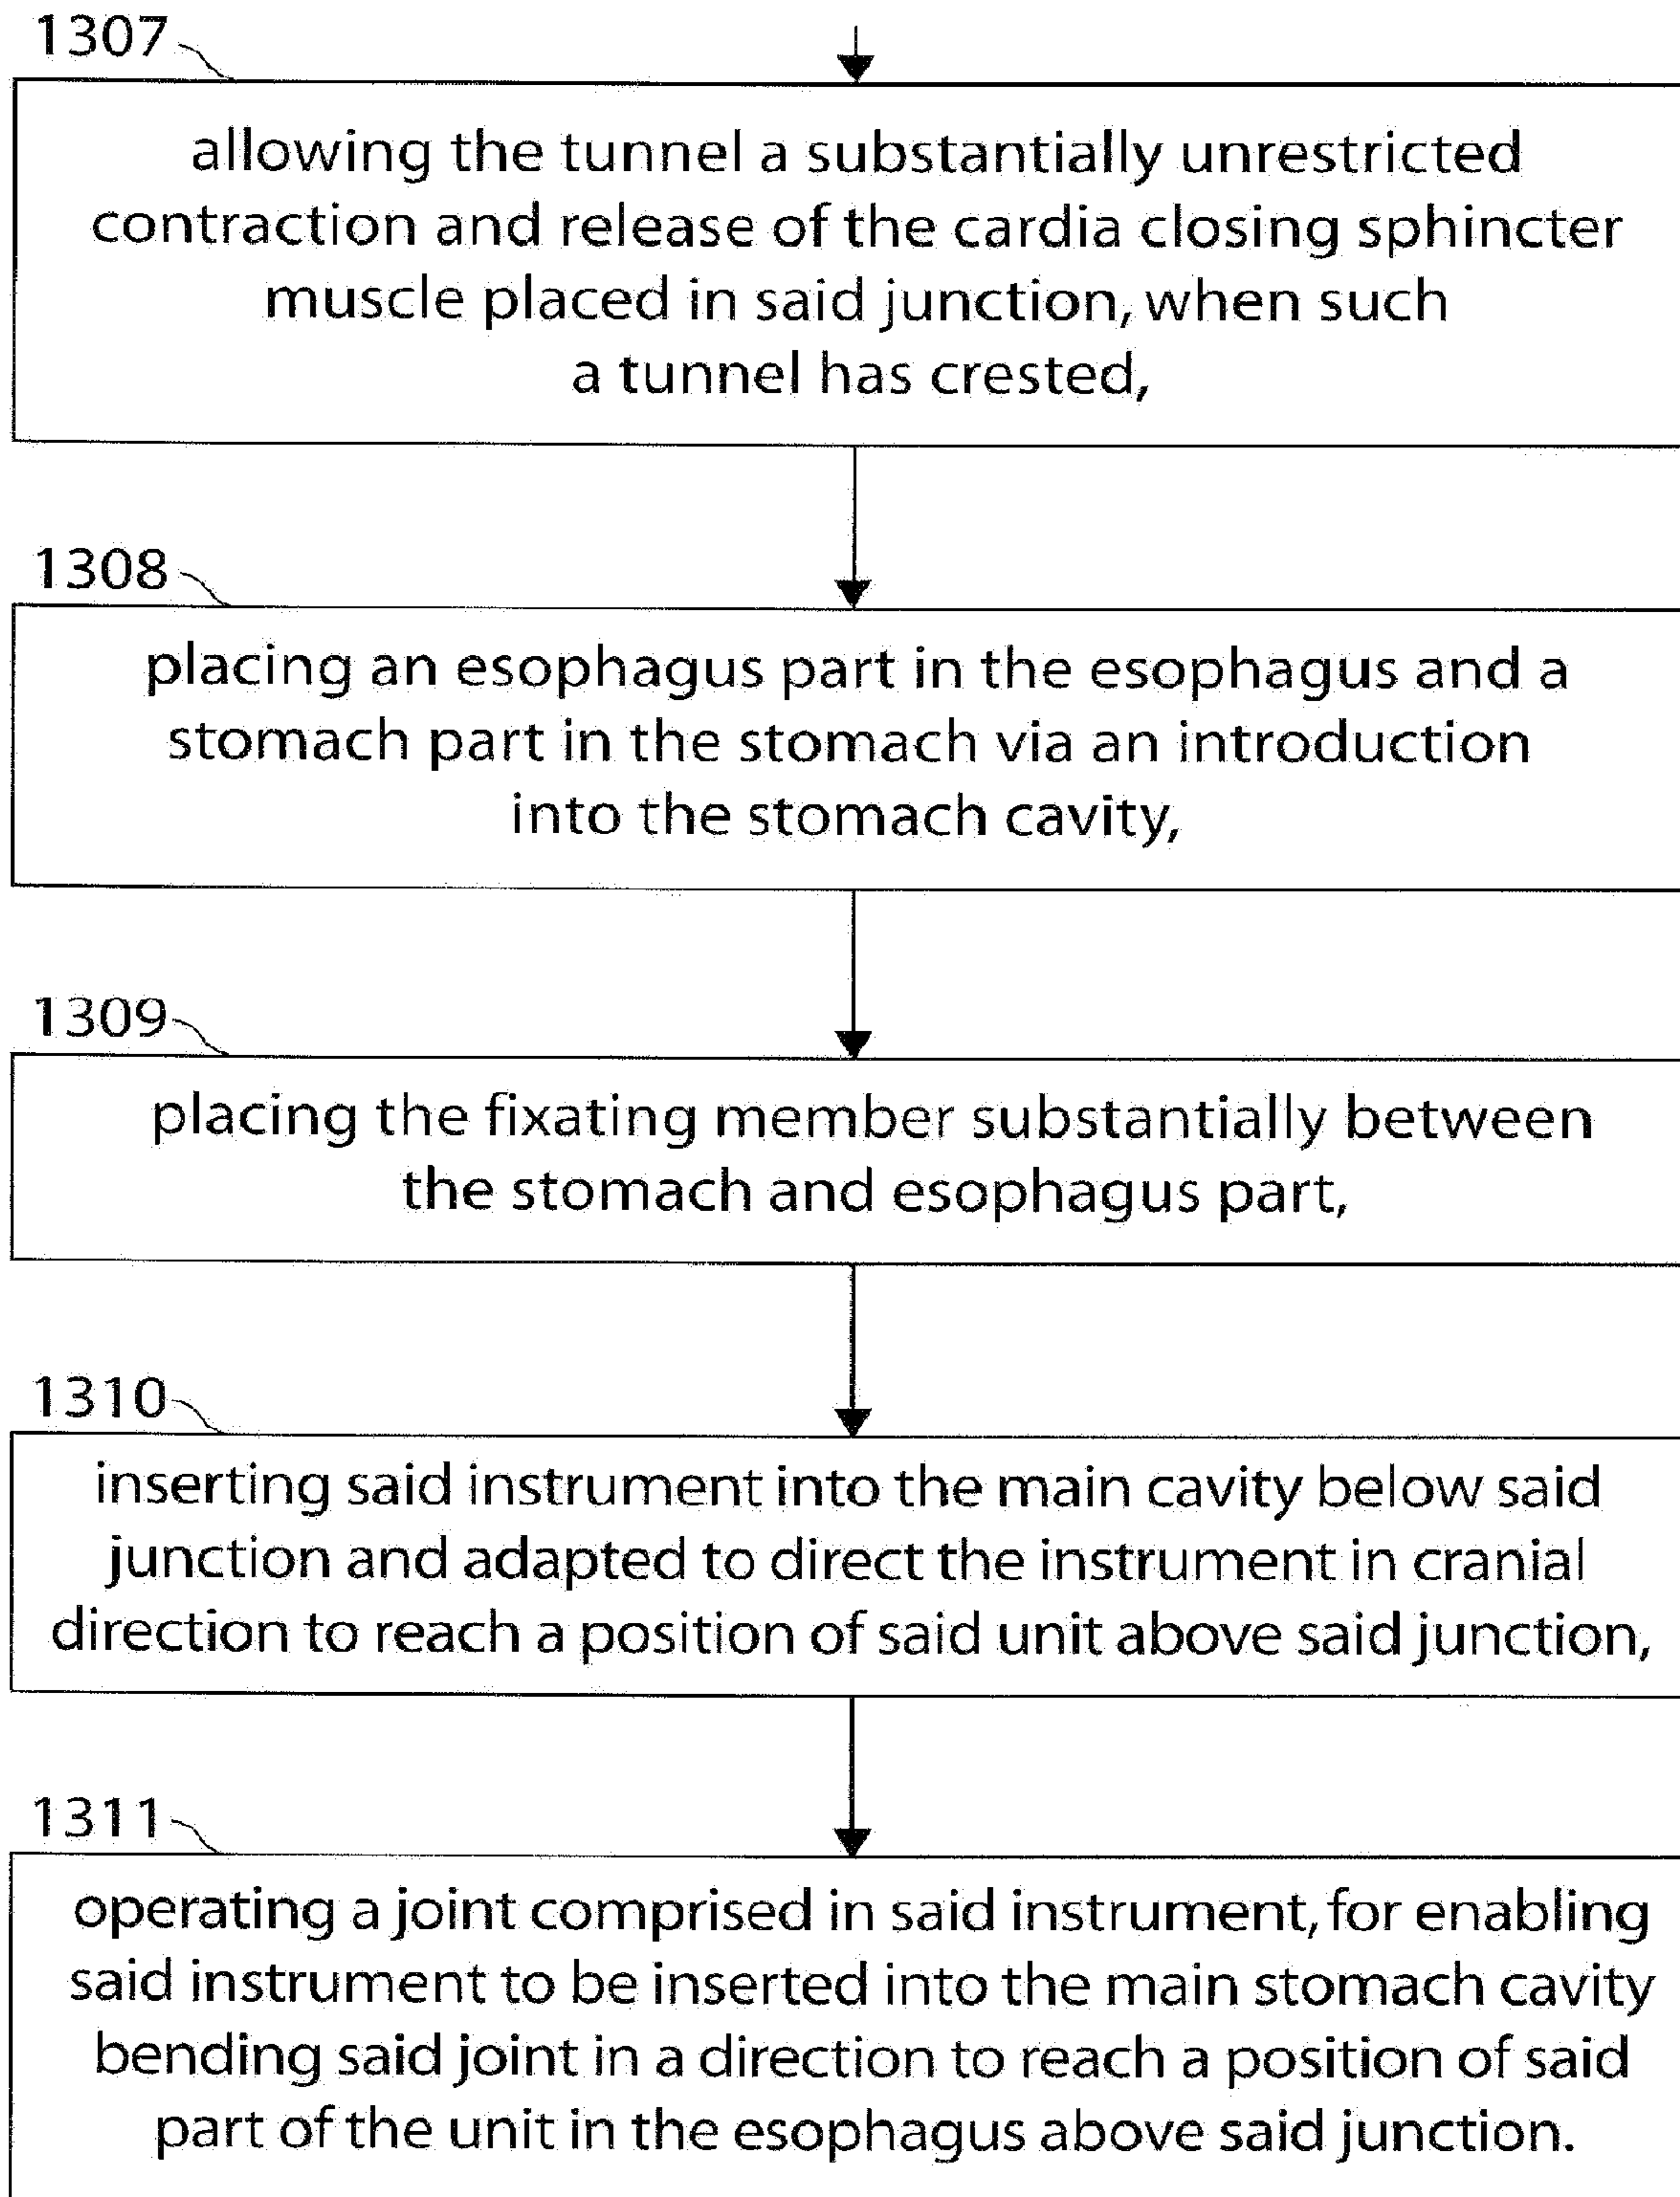 1307
allowing the tunnel a substantially unrestricted
contraction and release of the cardia closing sphincter
muscle placed in said junction, when such
a tunnel has crested,
1308
placing an esophagus part in the esophagus and a
stomach part in the stomach via an introduction
into the stomach cavity,
1309
placing the fixating member substantially between
the stomach and esophagus part,
1310
inserting said instrument into the main cavity below said
junction and adapted to direct the instrument in cranial
direction to reach a position of said unit above said junction,
1311
operating a joint comprised in said instrument, for enabling
said instrument to be inserted into the main stomach cavity
bending said joint in a direction to reach a position of said
part of the unit in the esophagus above said junction.